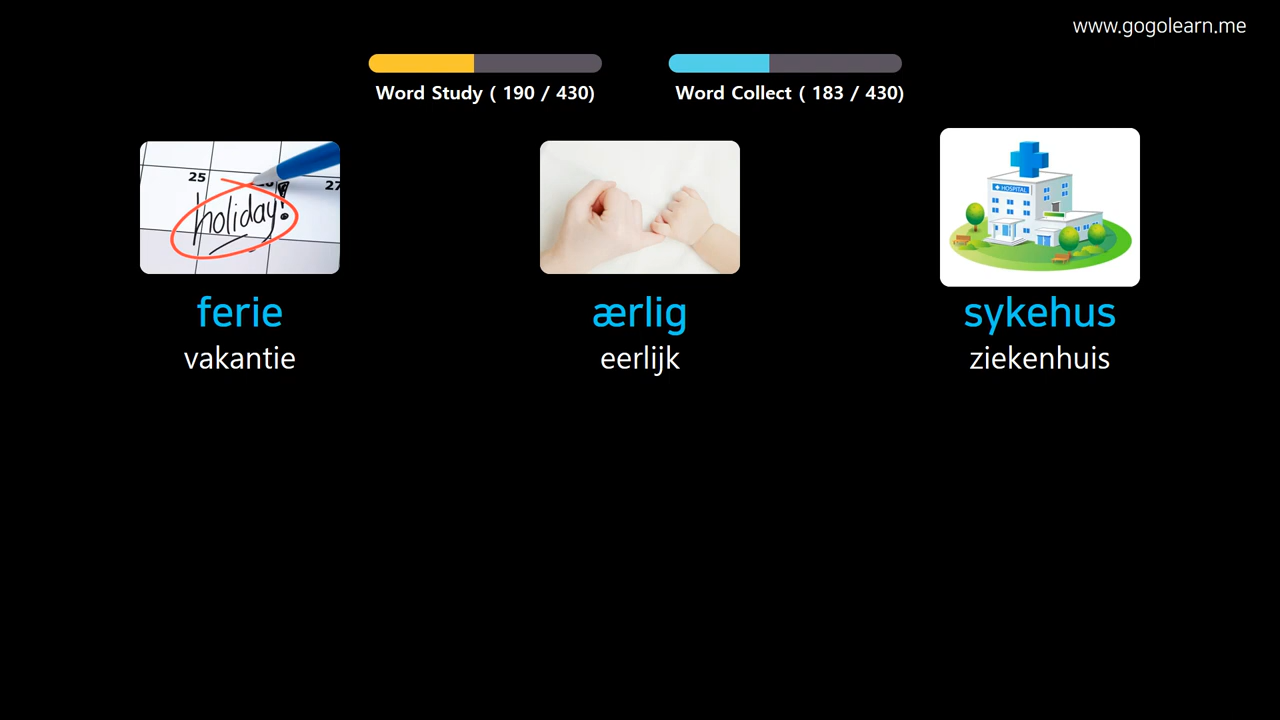 www.gogolearn.me
Word Study ( 190 / 430)
Word Collect ( 183 / 430)
25
27
holiday!
HOSPITAL
ferie
ærlig
sykehus
vakantie
eerlijk
ziekenhuis